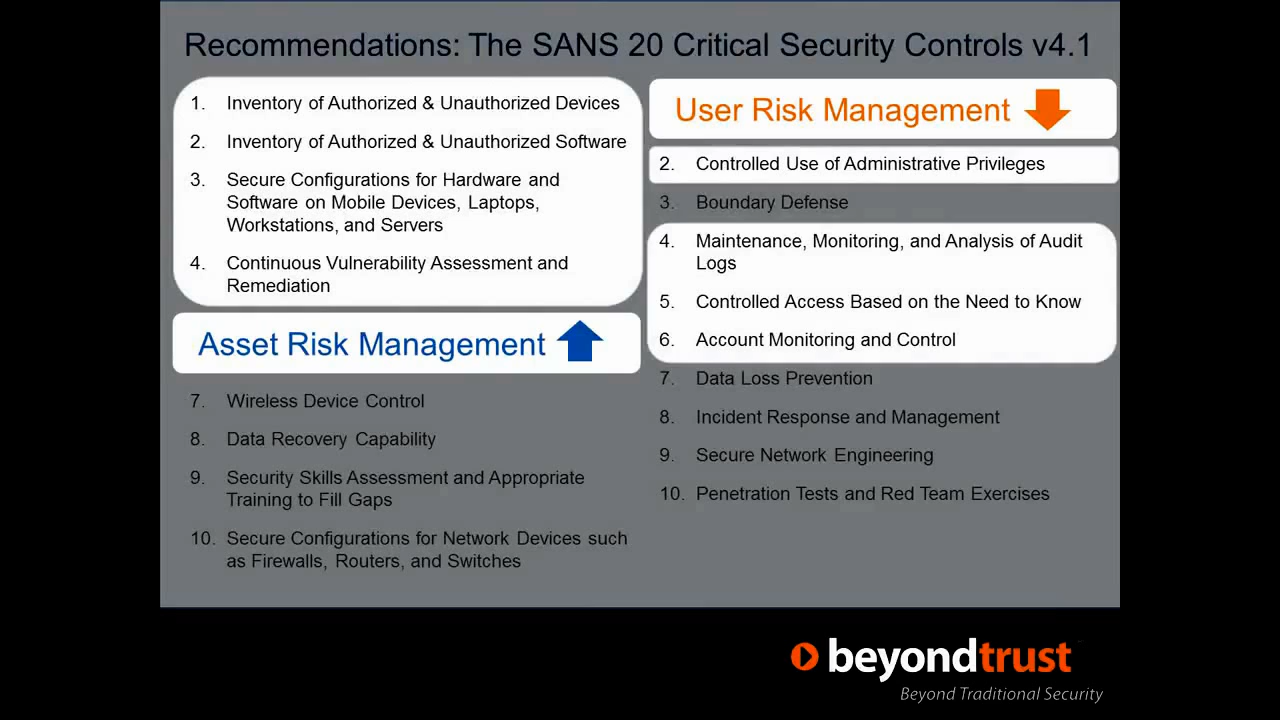 Recommendations: The SANS 20 Critical Security Controls v4.1
1. Inventory of Authorized & Unauthorized Devices
2. Inventory of Authorized & Unauthorized Software
3. Secure Configurations for Hardware and
Software on Mobile Devices, Laptops,
Workstations, and Servers
4. Continuous Vulnerability Assessment and
Remediation
Asset Risk Management
7. Wireless Device Control
8. Data Recovery Capability
9. Security Skills Assessment and Appropriate
Training to Fill Gaps
10. Secure Configurations for Network Devices such
as Firewalls, Routers, and Switches
User Risk Management
2. Controlled Use of Administrative Privileges
3. Boundary Defense
4. Maintenance, Monitoring, and Analysis of Audit
Logs
5. Controlled Access Based on the Need to Know
6. Account Monitoring and Control
7. Data Loss Prevention
8. Incident Response and Management
9. Secure Network Engineering
10. Penetration Tests and Red Team Exercises
beyondtrust
Beyond Traditional Security